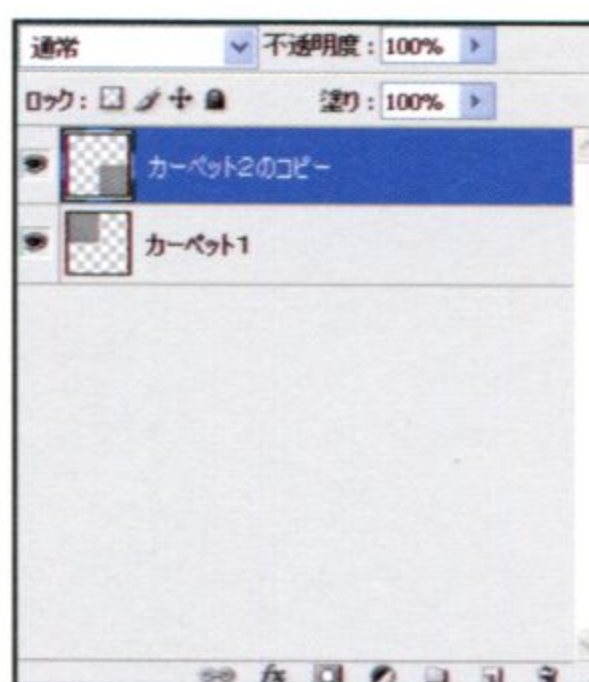 通常 不透明度：100%
ロック： 塗り：100%
カーペット2のコピー
カーペット1
fx